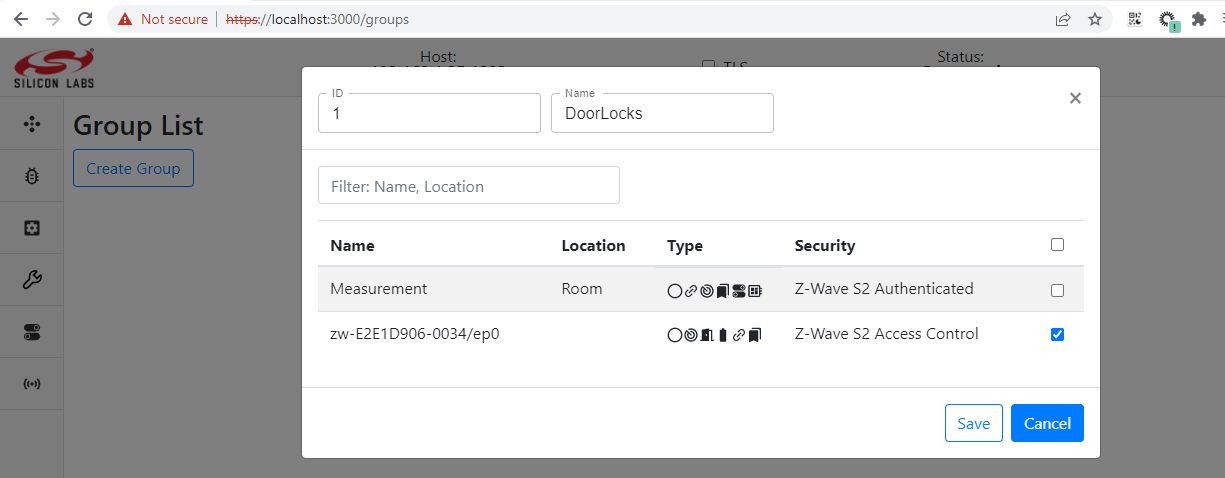 Not secure | https://localhost:3000/groups
SILICON LABS
Host:
Status:
TLS
ID
1
Name
DoorLocks
×
Group List
Create Group
Filter: Name, Location
Name Location Type Security
Measurement Room Z-Wave S2 Authenticated
zw-E2E1D906-0034/ep0 Z-Wave S2 Access Control
Save Cancel